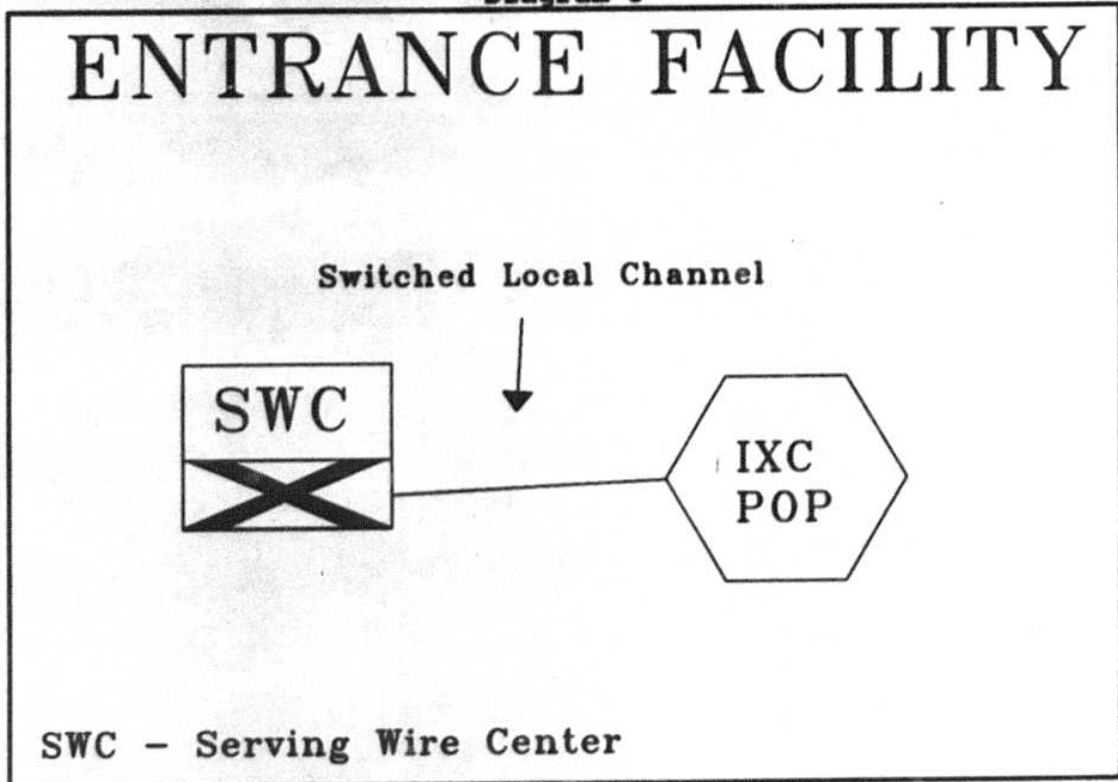 ENTRANCE FACILITY
Switched Local Channel
SWC
IXC
POP
SWC - Serving Wire Center